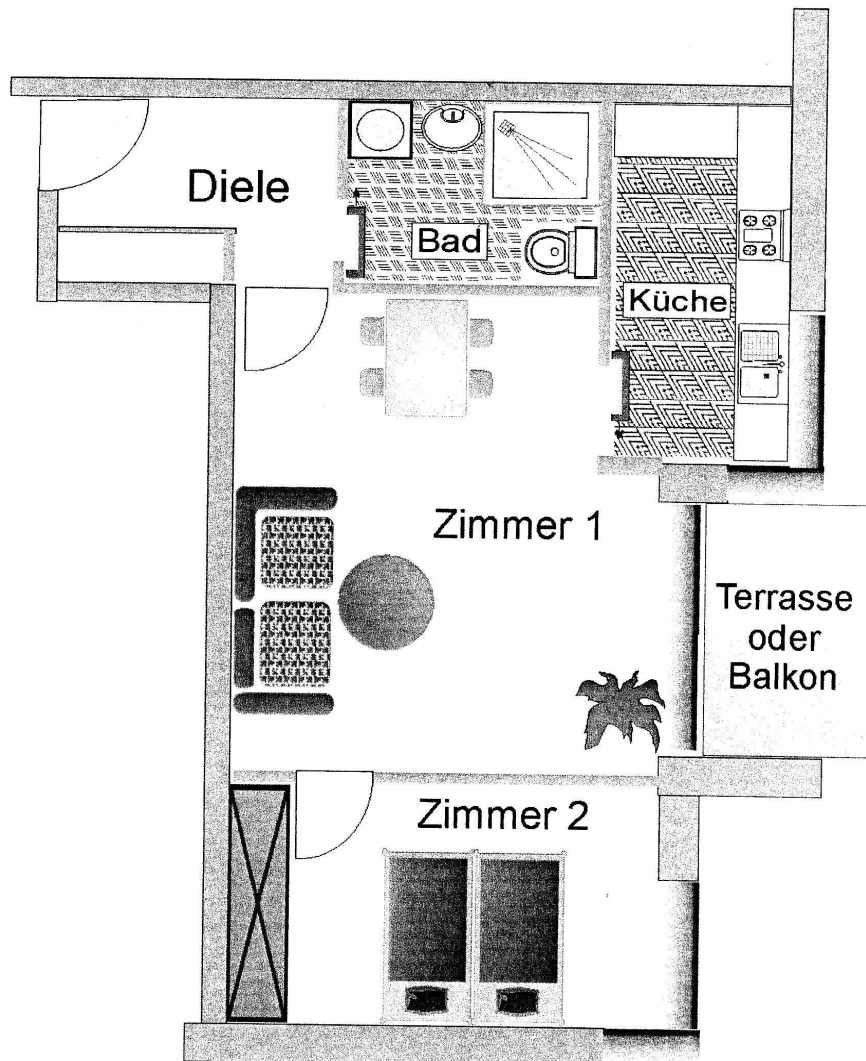 Diele
Bad
Küche
Zimmer 1
Terrasse
oder
Balkon
Zimmer 2